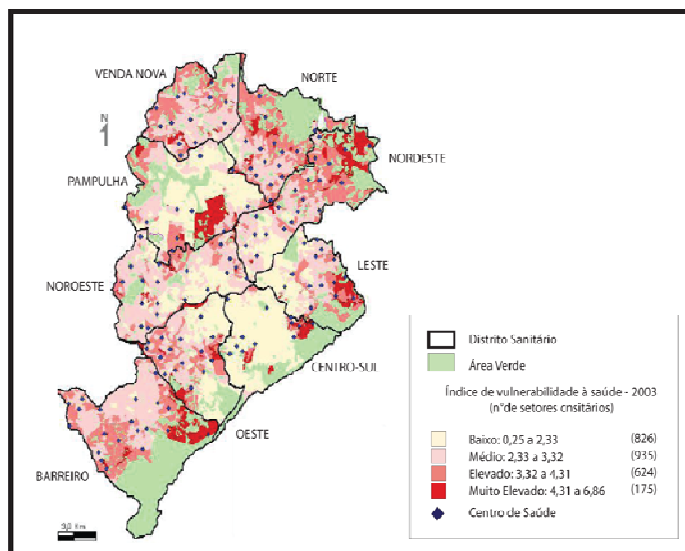 VENDA NOVA
NORTE
N
1
NORDESTE
PAMPULHA
LESTE
NOROESTE
CENTRO-SUL
OESTE
BARREIRO
Distrito Sanitário
Área Verde
Índice de vulnerabilidade à saúde - 2003
(n°de setores cnsitários)
Baixo: 0,25 a 2,33 (826)
Médio: 2,33 a 3,32 (935)
Elevado: 3,32 a 4,31 (624)
Muito Elevado: 4,31 a 6,86 (175)
Centro de Saúde